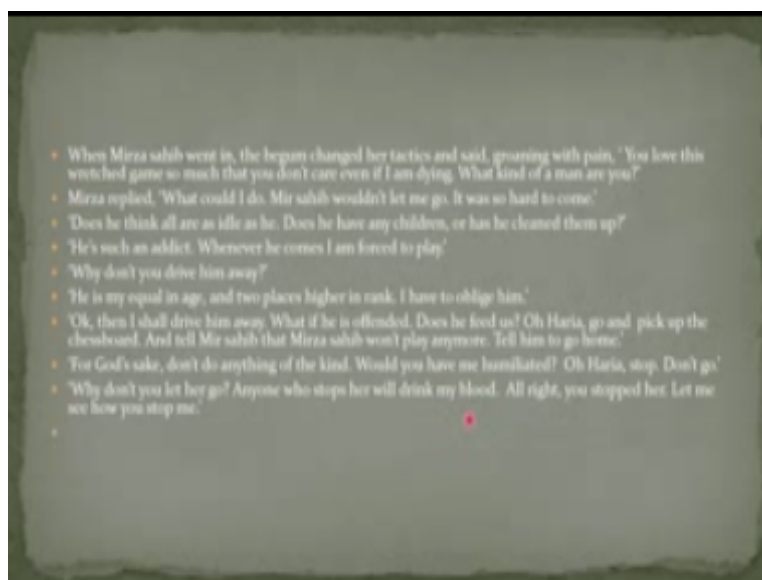 When Mirza sahib went in, the begum changed her tactics and said, groaning with pain, ' You love this
wretched game so much that you don't care even if I am dying. What kind of a man are you?'
Mirza replied, 'What could I do. Mir sahib wouldn't let me go. It was so hard to come.'
'Does he think all are as idle as he. Does he have any children, or has he cleaned them up?'
'He's such an addict. Whenever he comes I am forced to play.'
'Why don't you drive him away?'
'He is my equal in age, and two places higher in rank. I have to oblige him.'
'Ok, then I shall drive him away. What if he is offended. Does he feed us? Oh Haria, go and pick up the
chessboard. And tell Mir sahib that Mirza sahib won't play anymore. Tell him to go home.'
'For God's sake, don't do anything of the kind. Would you have me humiliated? Oh Haria, stop. Don't go.'
'Why don't you let her go? Anyone who stops her will drink my blood. All right, you stopped her. Let me
see how you stop me.'